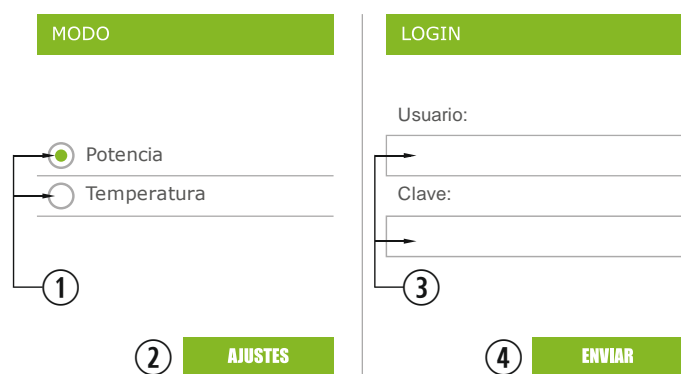 MODO
Potencia
Temperatura
1
2 AJUSTES
LOGIN
Usuario:
Clave:
3
4 ENVIAR